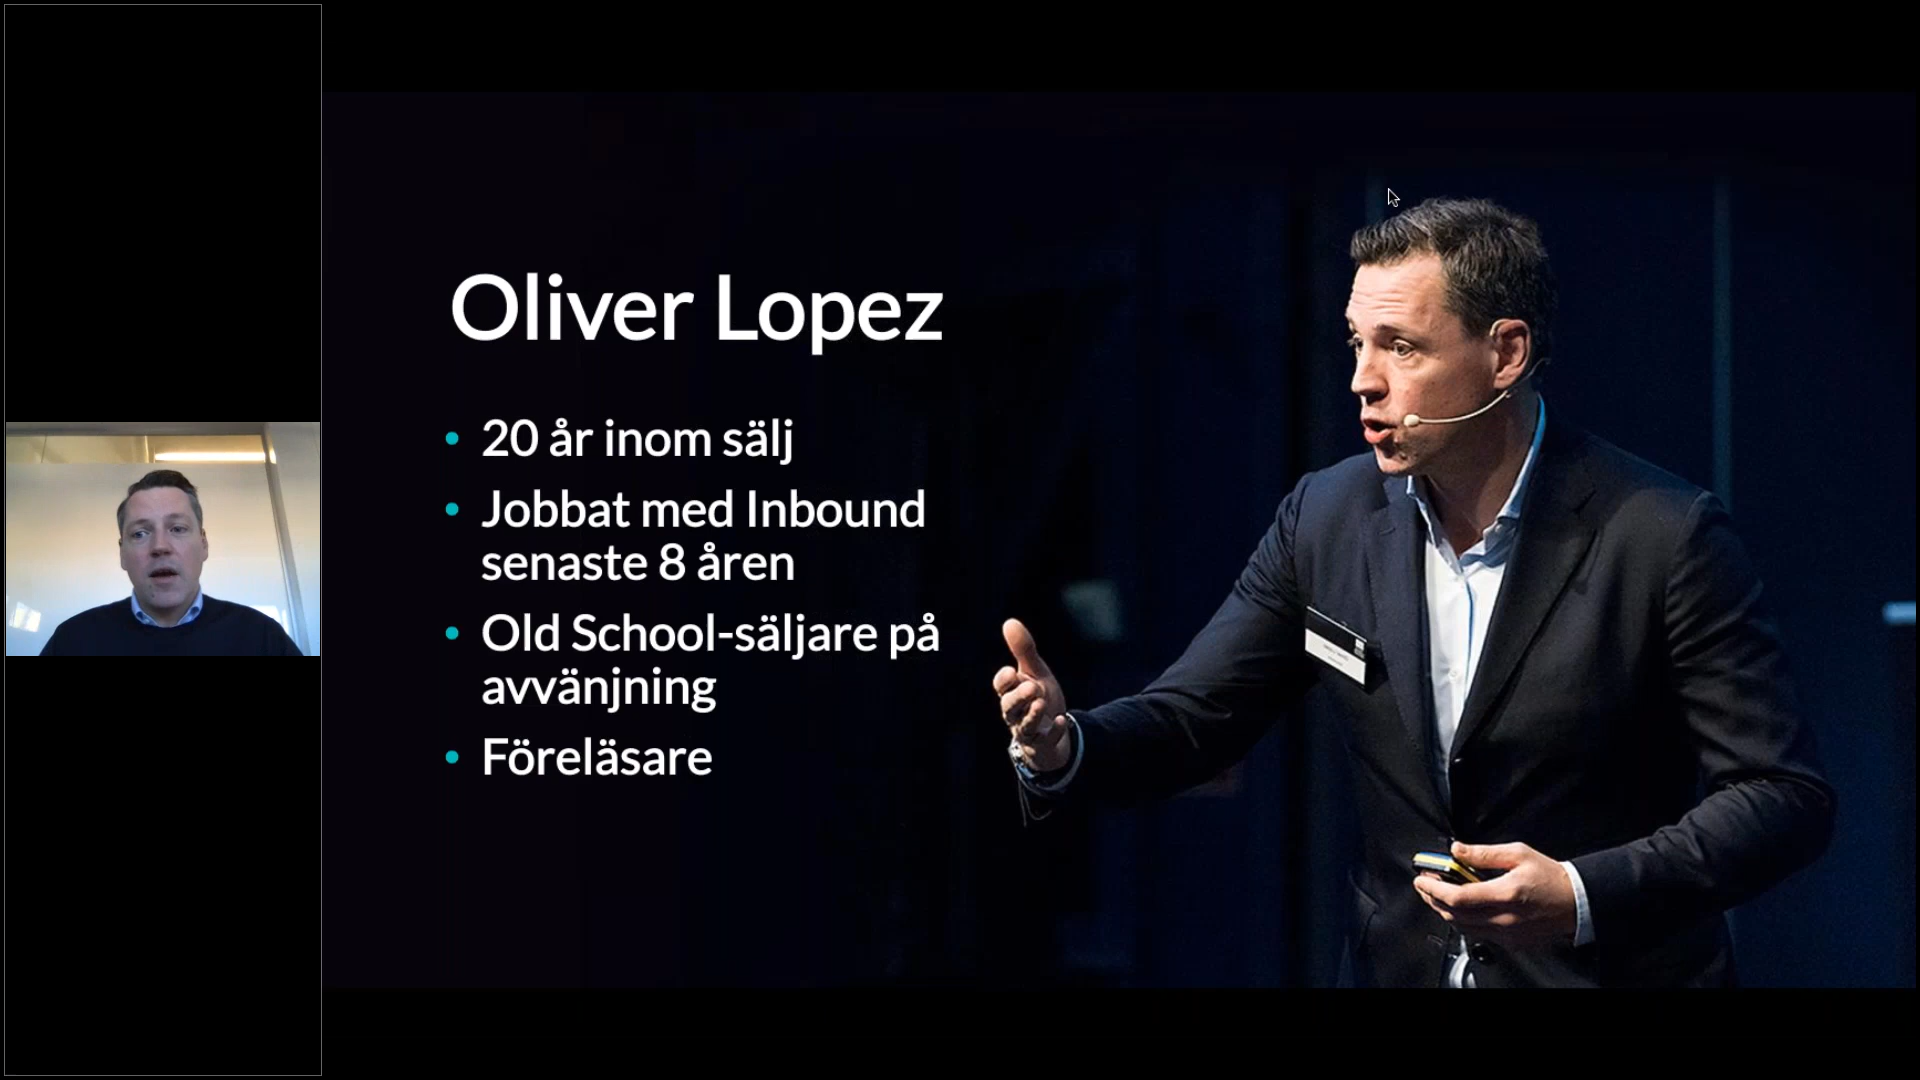 Oliver Lopez
• 20 år inom sälj
• Jobbat med Inbound
senaste 8 åren
• Old School-säljare på
avvänjning
• Föreläsare